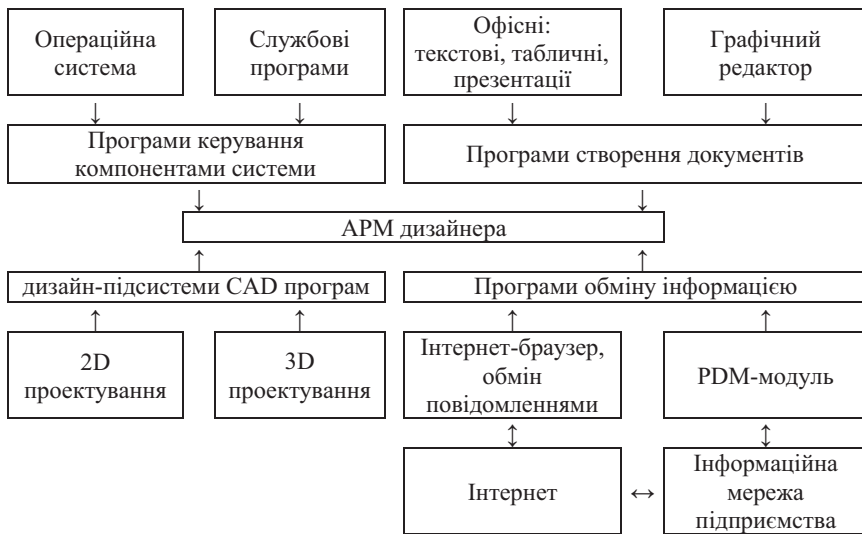 Операційна
система
Службові
програми
Офісні:
текстові, табличні,
презентації
Графічний
редактор
↓
↓
↓
↓
Програми керування
компонентами системи
Програми створення документів
↓
↓
АРМ дизайнера
↑
↑
дизайн-підсистеми CAD програм
Програми обміну інформацією
↑
↑
↑
↑
2D
проектування
3D
проектування
Інтернет-браузер,
обмін
повідомленнями
PDM-модуль
↕
↕
Інтернет
↔
Інформаційна
мережа
підприємства